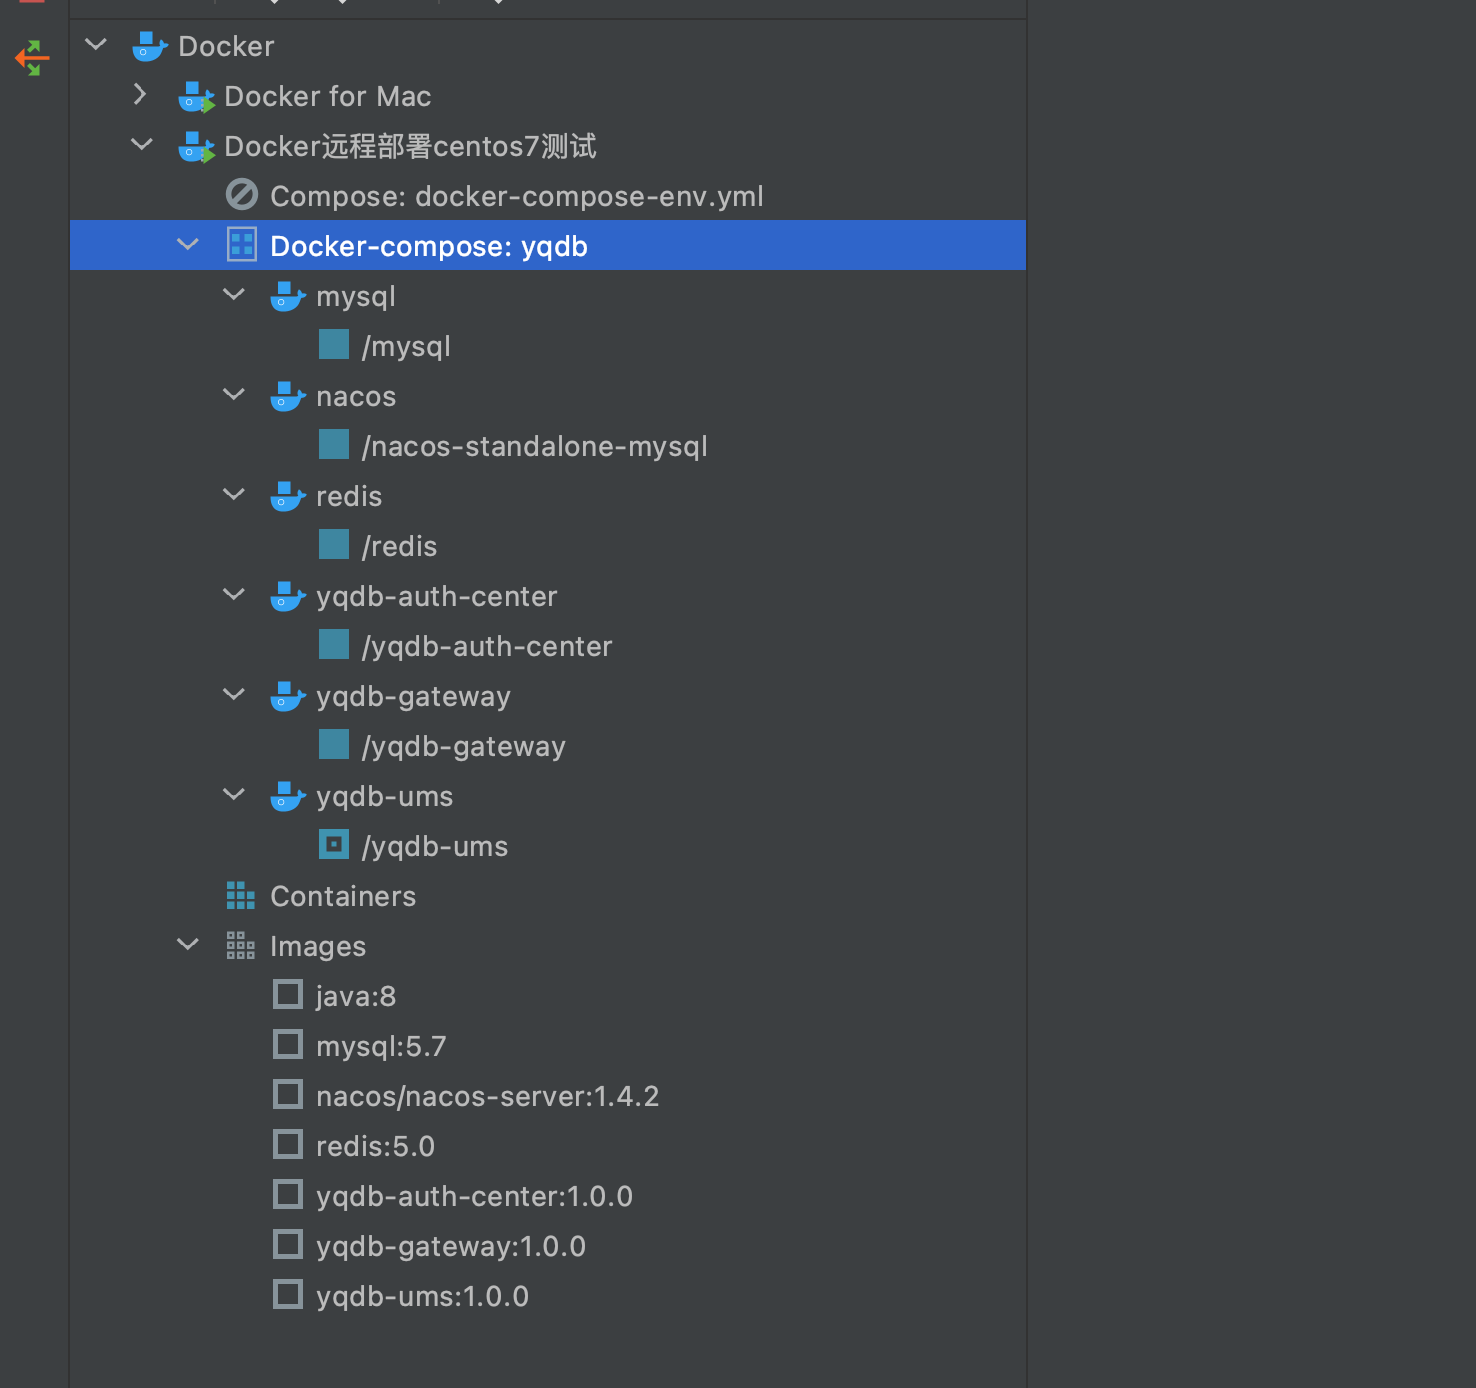 Docker
Docker for Mac
Docker远程部署centos7测试
Compose: docker-compose-env.yml
Docker-compose: yqdb
mysql
/mysql
nacos
/nacos-standalone-mysql
redis
/redis
yqdb-auth-center
/yqdb-auth-center
yqdb-gateway
/yqdb-gateway
yqdb-ums
/yqdb-ums
Containers
Images
java:8
mysql:5.7
nacos/nacos-server:1.4.2
redis:5.0
yqdb-auth-center:1.0.0
yqdb-gateway:1.0.0
yqdb-ums:1.0.0